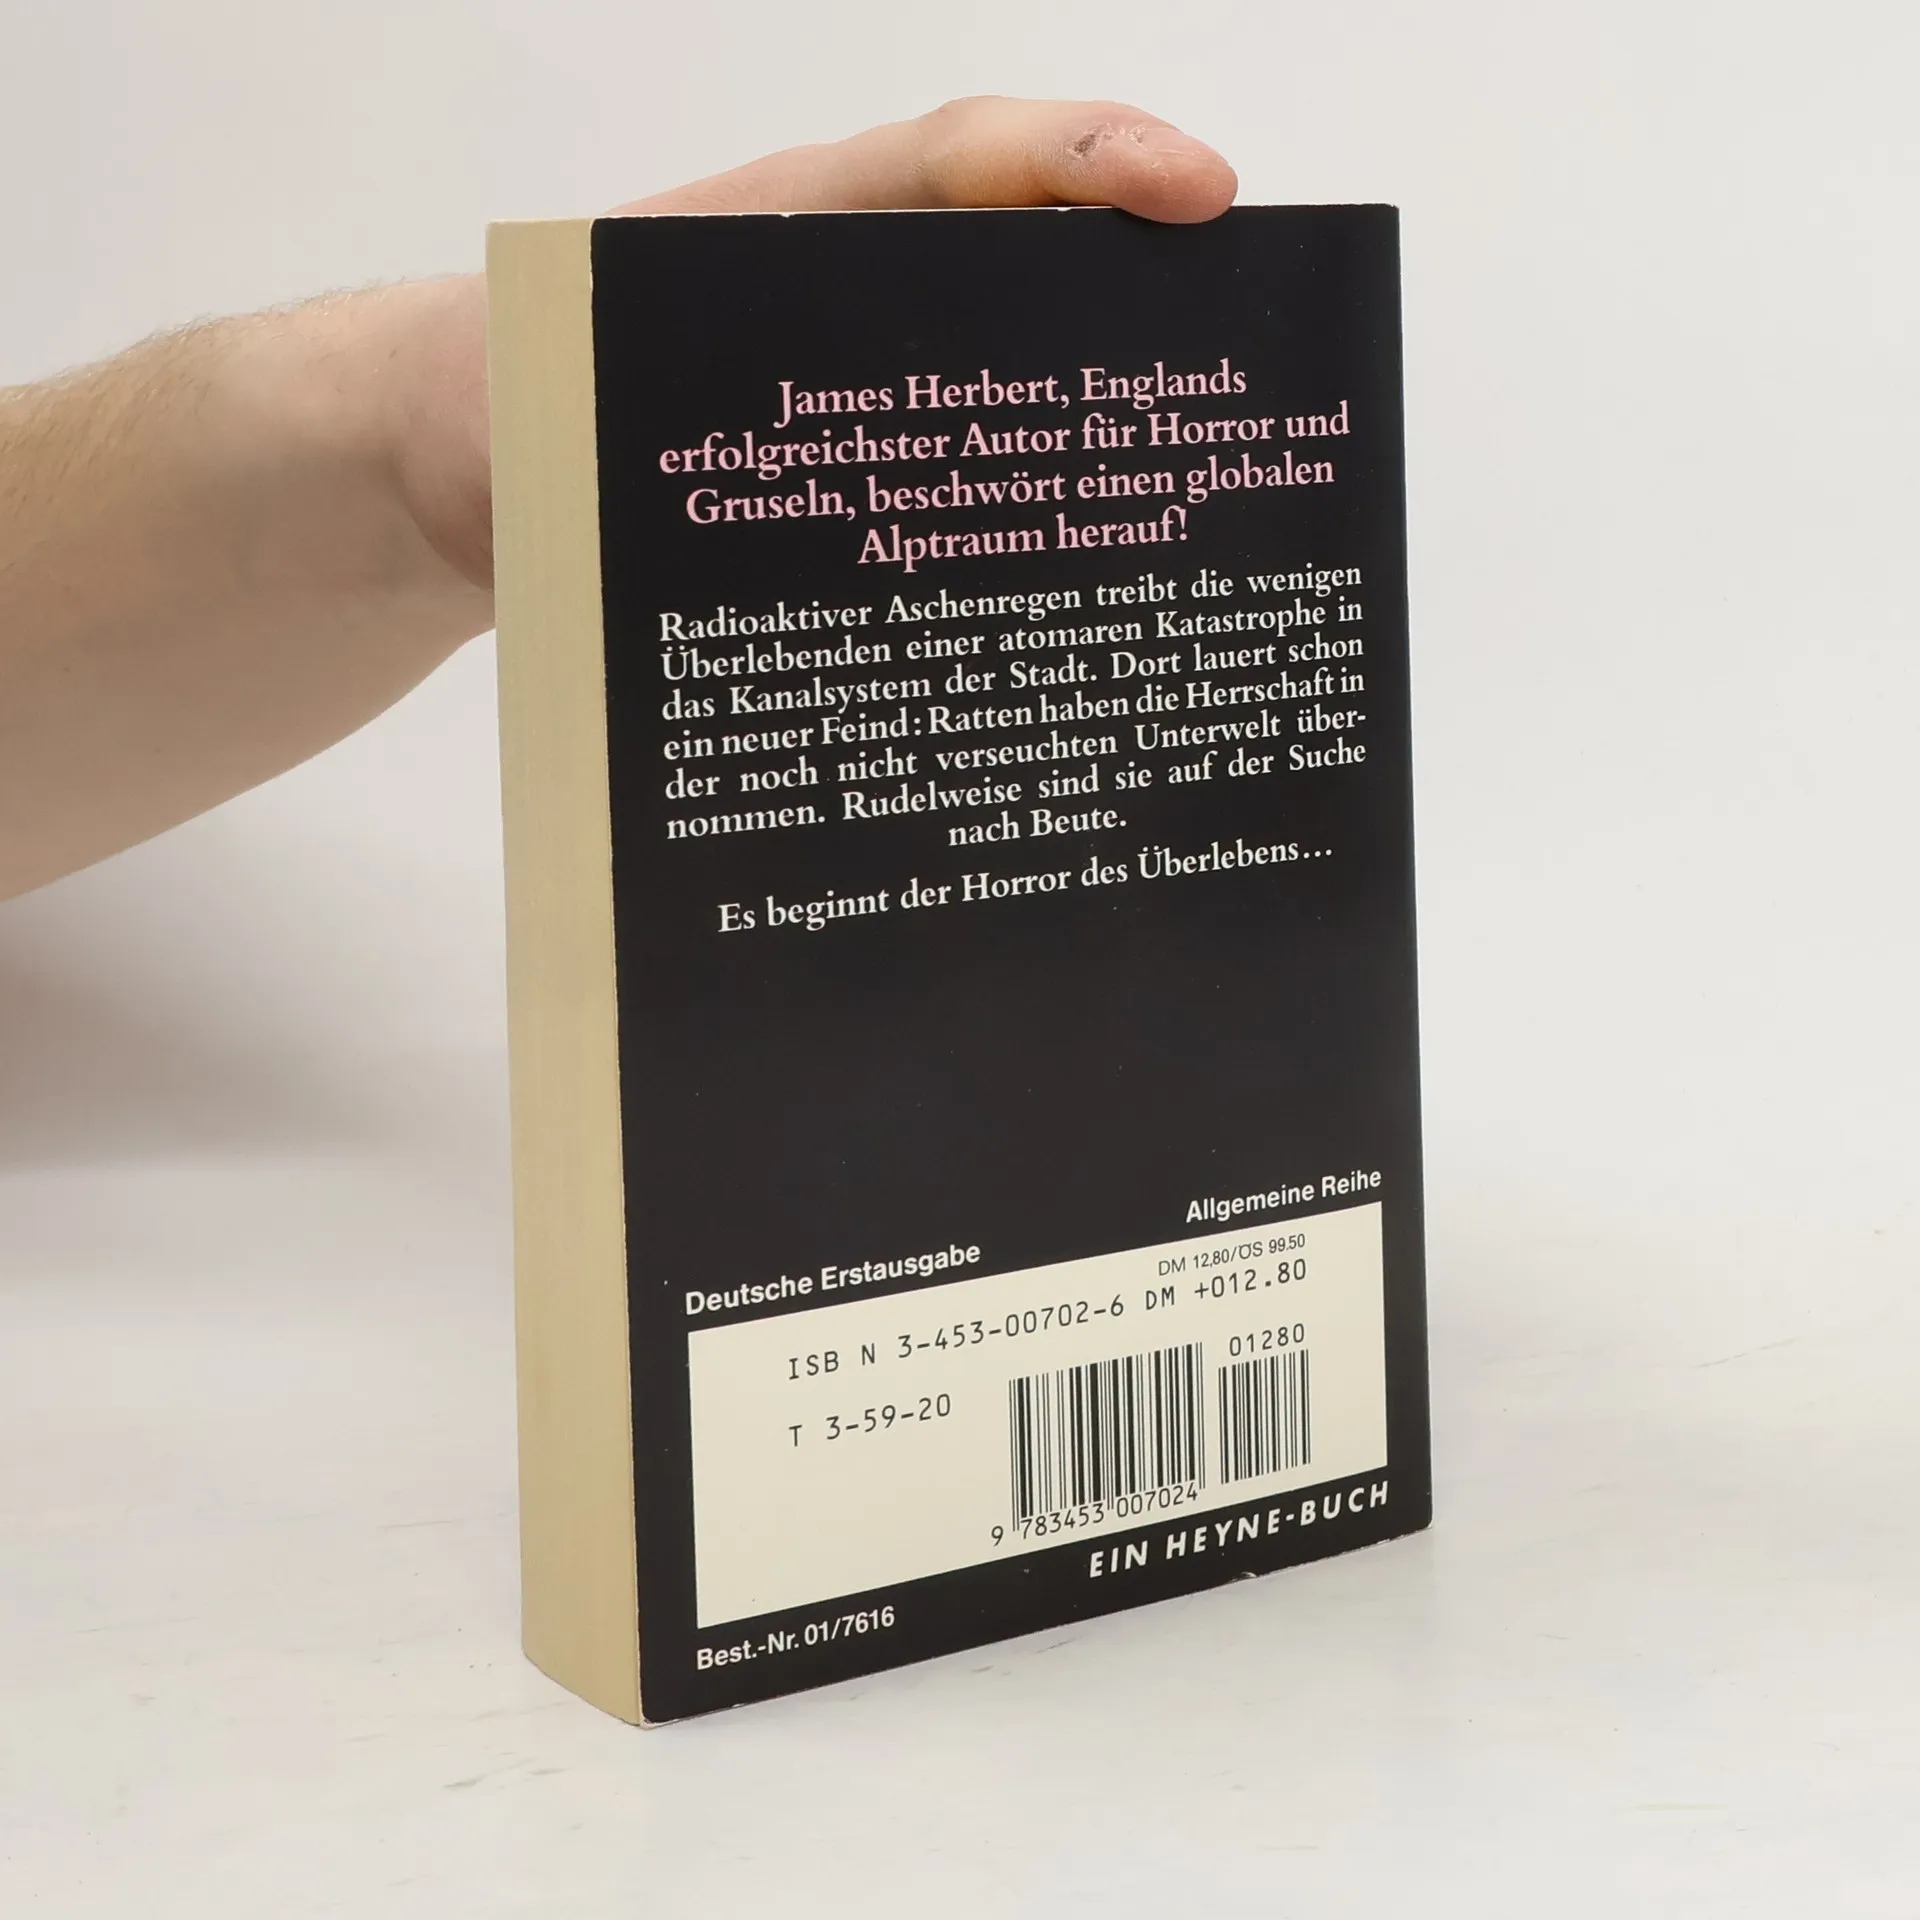 James Herbert, Englands
erfolgreichster Autor für Horror und
Gruseln, beschwört einen globalen
Alptraum herauf!
Radioaktiver Aschenregen treibt die wenigen
Überlebenden einer atomaren Katastrophe in
das Kanalsystem der Stadt. Dort lauert schon
ein neuer Feind: Ratten haben die Herrschaft in
der noch nicht verseuchten Unterwelt über-
nommen. Rudelweise sind sie auf der Suche
nach Beute.
Es beginnt der Horror des Überlebens...
Allgemeine Reihe
Deutsche Erstausgabe
DM 12,80/ÖS 99.50
ISB N 3-453-00702-6 DM +012.80
01280
T 3-59-20
9 783453 007024
EIN HEYNE-BUCH
Best.-Nr. 01/7616